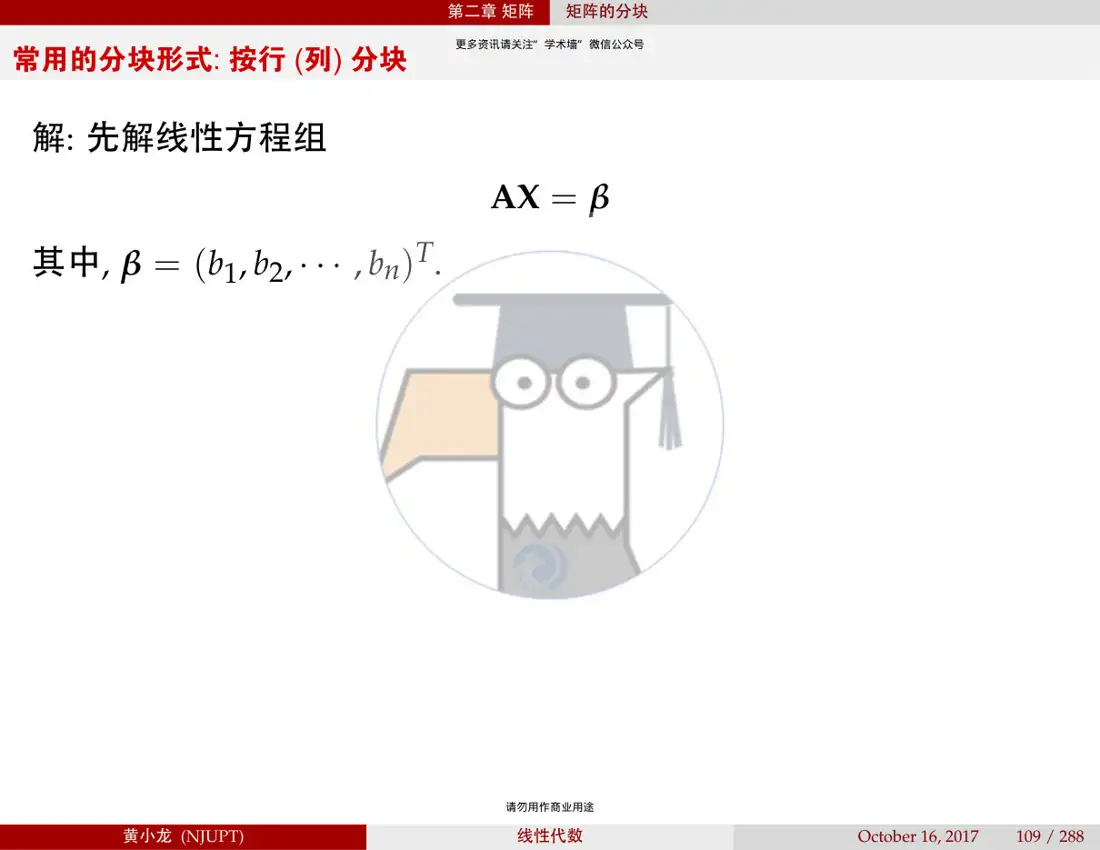 第二章 矩阵 矩阵的分块
更多资讯请关注“学术墙”微信公众号
常用的分块形式: 按行 (列) 分块
解: 先解线性方程组
AX = β
其中, β = (b₁, b₂, ⋯ , bₙ)ᵀ.
请勿用作商业用途
黄小龙 (NJUPT) 线性代数 October 16, 2017 109 / 288